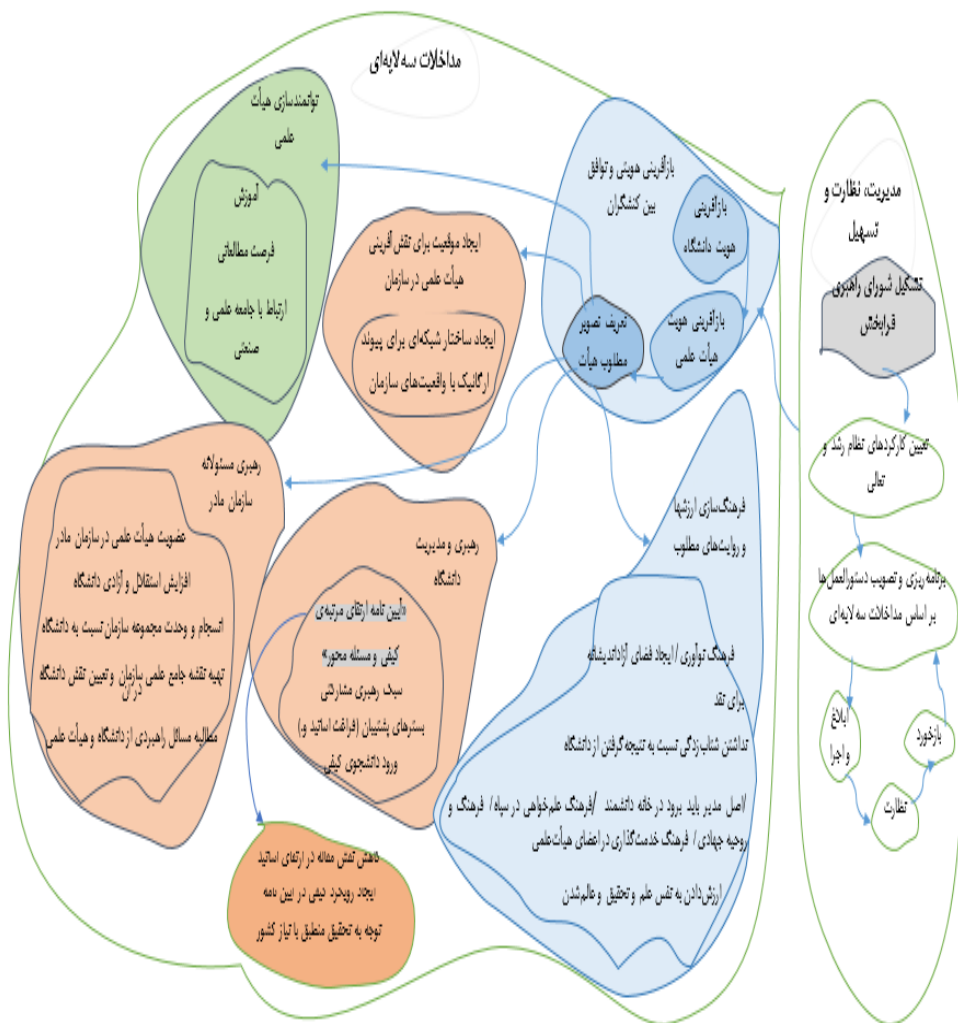 مداخلات سه لایه‌ای
مدیریت، نظارت و
تسهیل
تشکیل شورای راهبری
فرابخش
تعیین کارکردهای نظام رشد و
تعالی
برنامه ریزی و تصویب دستورالعمل‌ها
بر اساس مداخلات سه لایه‌ای
ابلاغ
و اجرا
نظارت
بازخورد
بازآفرینی هویتی و توافق
بین کنشگران
بازآفرینی
هویت دانشگاه
بازآفرینی هویت
هیأت علمی
تعریف تصویر
مطلوب هیأت
توانمندسازی هیأت
علمی
آموزش
فرصت مطالعاتی
ارتباط با جامعه علمی و
صنعتی
ایجاد موقعیت برای نقش آفرینی
هیأت علمی در سازمان
ایجاد ساختار شبکه‌ای برای پیوند
ارگانیک با واقعیت‌های سازمان
فرهنگ‌سازی ارزشها
و روایت‌های مطلوب
فرهنگ نوآوری /ایجاد فضای آزاداندیشانه
برای نقد
نداشتن شتاب‌زدگی نسبت به نتیجه‌گرفتن از دانشگاه
/اصل مدیر باید برود در خانه دانشمند /فرهنگ علم‌خواهی در سپاه/ فرهنگ و
روحیه جهادی/ فرهنگ خدمت‌گذاری در اعضای هیأت‌علمی
ارزش‌دادن به نفس علم و تحقیق و عالم‌شدن
رهبری و مدیریت
دانشگاه
«آیین نامه ارتقای مرتبه‌ی
کیفی و مسئله محور»
سبک رهبری مشارکتی
بسترهای پشتیبان (فراغت اساتید و.)
ورود دانشجوی کیفی
رهبری مسئولانه
سازمان مادر
عضویت هیأت علمی در سازمان مادر
افزایش استقلال و آزادی دانشگاه
انسجام و وحدت مجموعه سازمان نسبت به دانشگاه
تهیه نقشه جامع علمی سازمان و تعیین نقش دانشگاه
در آن
مطالبه مسائل راهبردی از دانشگاه و هیأت علمی
کاهش نقش مقاله در ارتقای اساتید
ایجاد رویکرد کیفی در آیین نامه
توجه به تحقیق منطبق با نیاز کشور